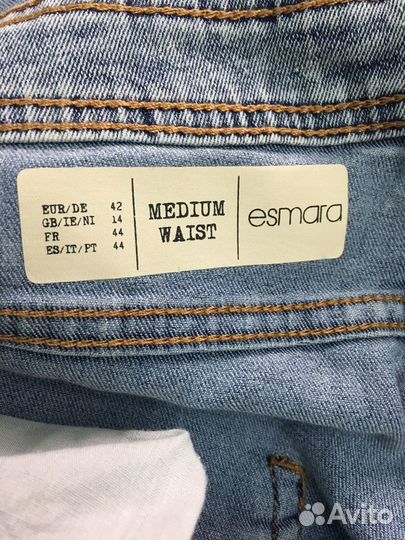 EUR/DE 42
GB/IE/NI 14
FR 44
ES/IT/PT 44
MEDIUM
WAIST
esmara
Avito